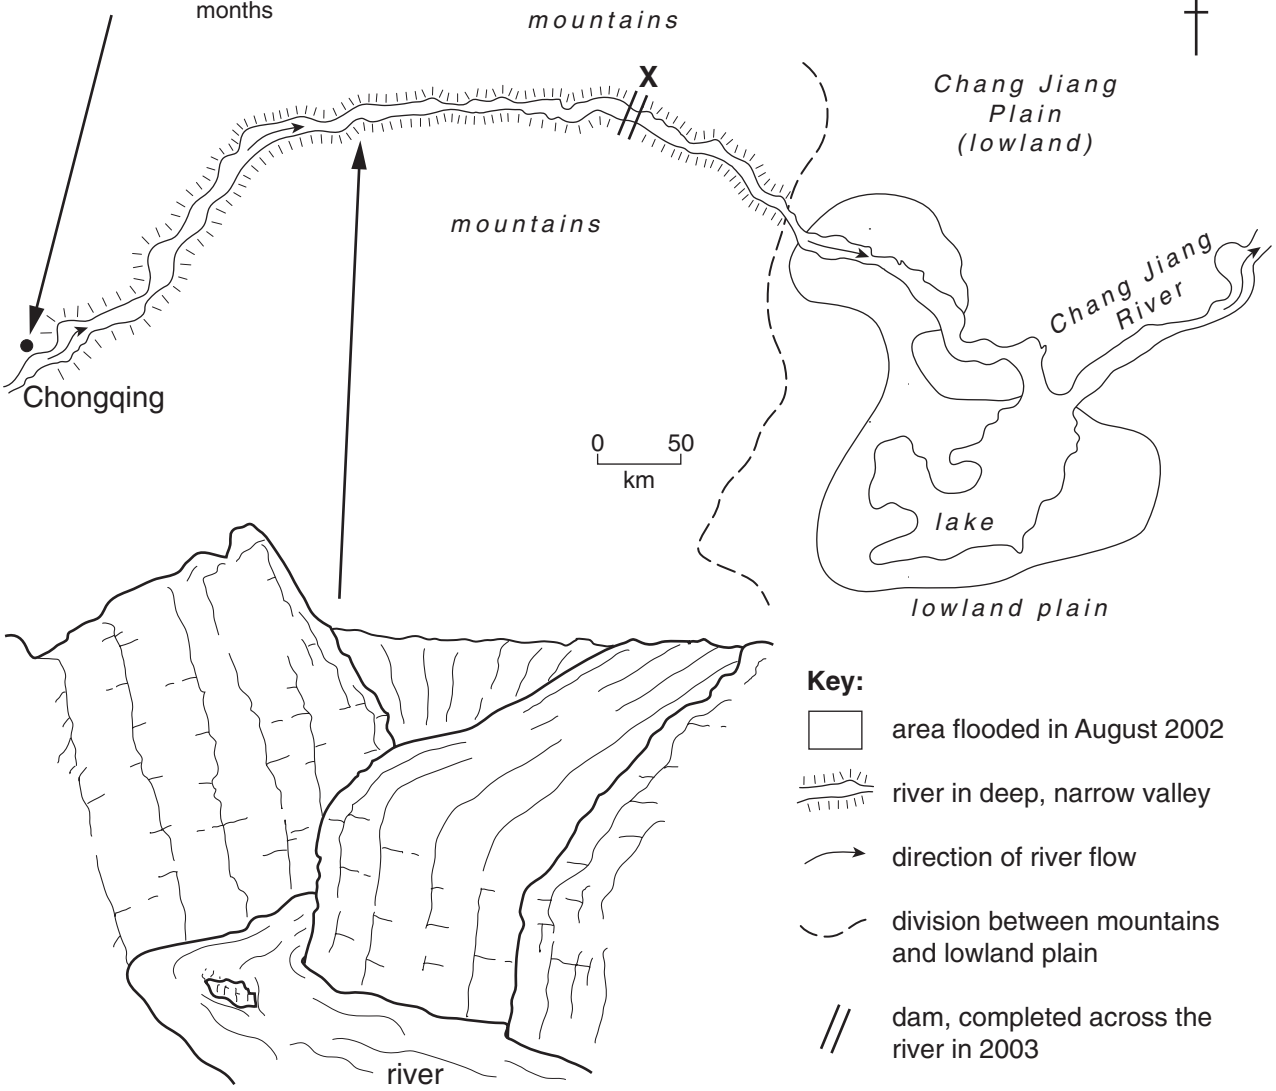 months
mountains
X
Chang Jiang
Plain
(lowland)
mountains
Chang Jiang
River
Chongqing
0 50
km
lake
lowland plain
Key:
area flooded in August 2002
river in deep, narrow valley
direction of river flow
division between mountains
and lowland plain
dam, completed across the
river in 2003
river